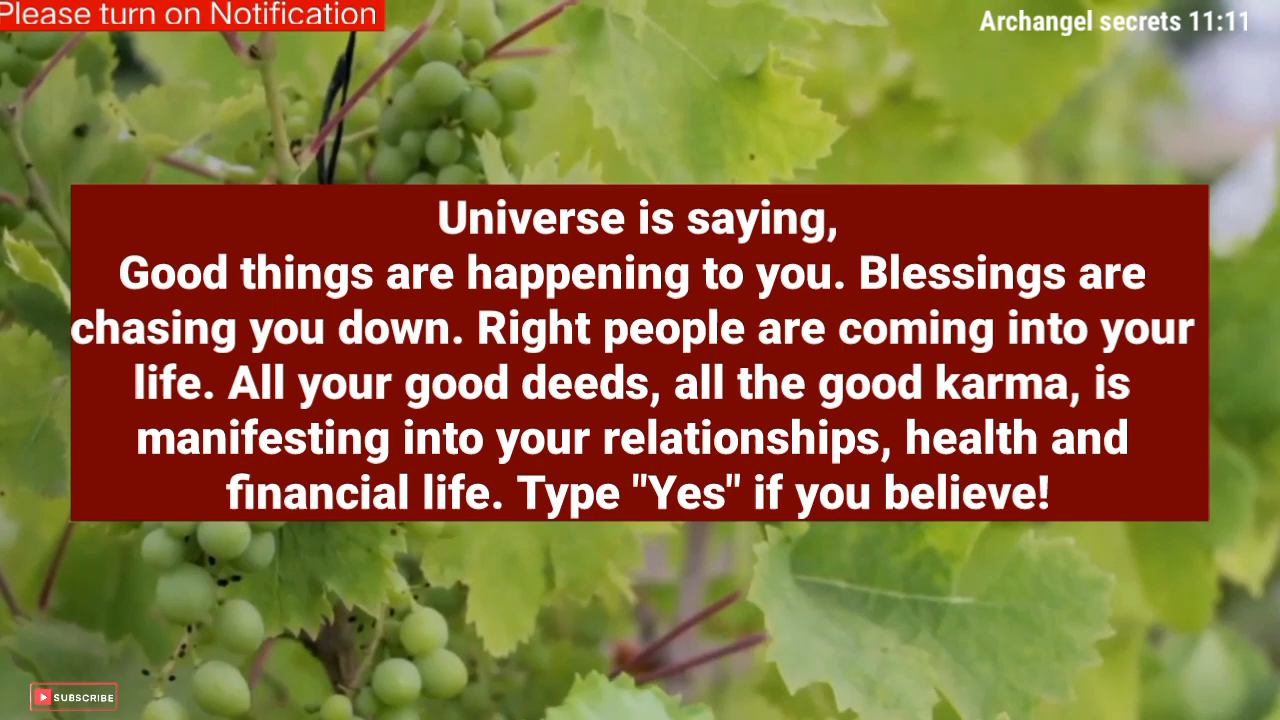 Please turn on Notification
Archangel secrets 11:11
Universe is saying,
Good things are happening to you. Blessings are
chasing you down. Right people are coming into your
life. All your good deeds, all the good karma, is
manifesting into your relationships, health and
financial life. Type "Yes" if you believe!
SUBSCRIBE